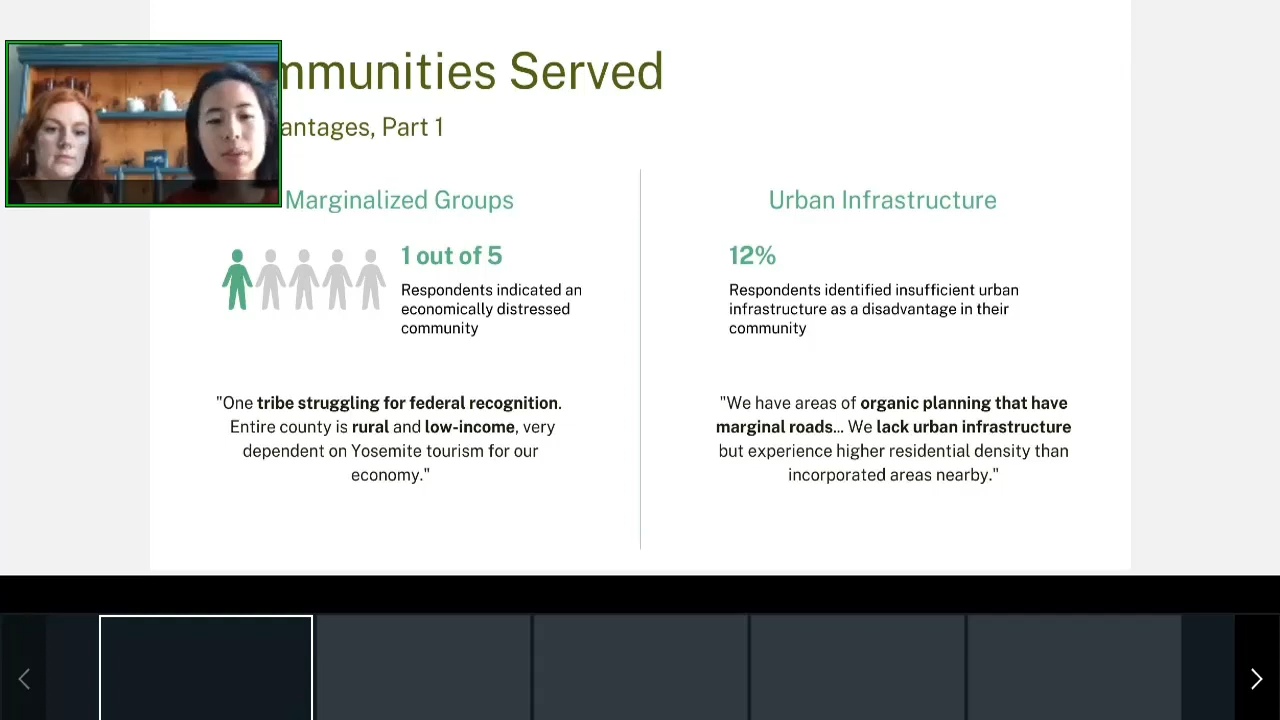 mmunities Served
antages, Part 1
Marginalized Groups
1 out of 5
Respondents indicated an
economically distressed
community
"One tribe struggling for federal recognition.
Entire county is rural and low-income, very
dependent on Yosemite tourism for our
economy."
Urban Infrastructure
12%
Respondents identified insufficient urban
infrastructure as a disadvantage in their
community
"We have areas of organic planning that have
marginal roads... We lack urban infrastructure
but experience higher residential density than
incorporated areas nearby."